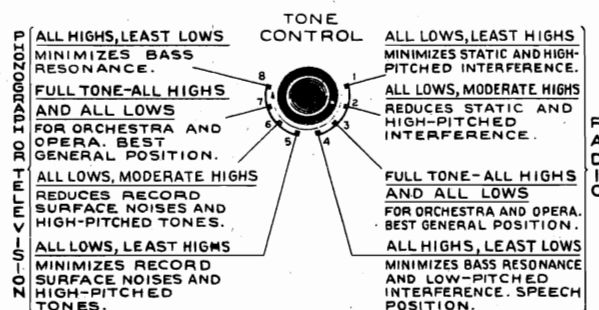 TONE
CONTROL
PHONOGRAPH OR TELEVISION
ALL HIGHS, LEAST LOWS
MINIMIZES BASS
RESONANCE.
FULL TONE-ALL HIGHS
AND ALL LOWS
FOR ORCHESTRA AND
OPERA. BEST
GENERAL POSITION.
ALL LOWS, MODERATE HIGHS
REDUCES RECORD
SURFACE NOISES AND
HIGH-PITCHED TONES.
ALL LOWS, LEAST HIGHS
MINIMIZES RECORD
SURFACE NOISES AND
HIGH-PITCHED
TONES.
8
7
6
5
1
2
3
4
ALL LOWS, LEAST HIGHS
MINIMIZES STATIC AND HIGH-
PITCHED INTERFERENCE.
ALL LOWS, MODERATE HIGHS
REDUCES STATIC AND
HIGH-PITCHED
INTERFERENCE.
FULL TONE-ALL HIGHS
AND ALL LOWS
FOR ORCHESTRA AND OPERA.
BEST GENERAL POSITION.
ALL HIGHS, LEAST LOWS
MINIMIZES BASS RESONANCE
AND LOW-PITCHED
INTERFERENCE. SPEECH
POSITION.
RADIO